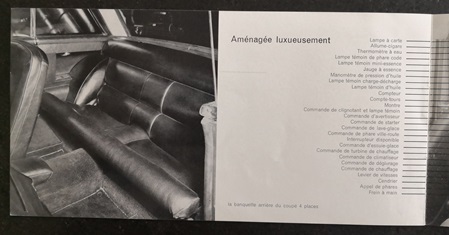 Aménagée luxueusement
Lampe à carte
Allume-cigare
Thermomètre à eau
Lampe témoin de phare code
Lampe témoin mini-essence
Jauge à essence
Manomètre de pression d'huile
Lampe témoin charge-décharge
Lampe témoin d'huile
Compteur
Compte-tours
Montre
Commande de clignotant et lampe témoin
Commande d'avertisseur
Commande de starter
Commande de lave-glace
Commande de phare ville-route
Interrupteur disponible
Commande d'essuie-glace
Commande de turbine de chauffage
Commande de climatiseur
Commande de dégivrage
Commande de chauffage
Levier de vitesses
Cendrier
Appel de phares
Frein à main
la banquette arrière du coupé 4 places